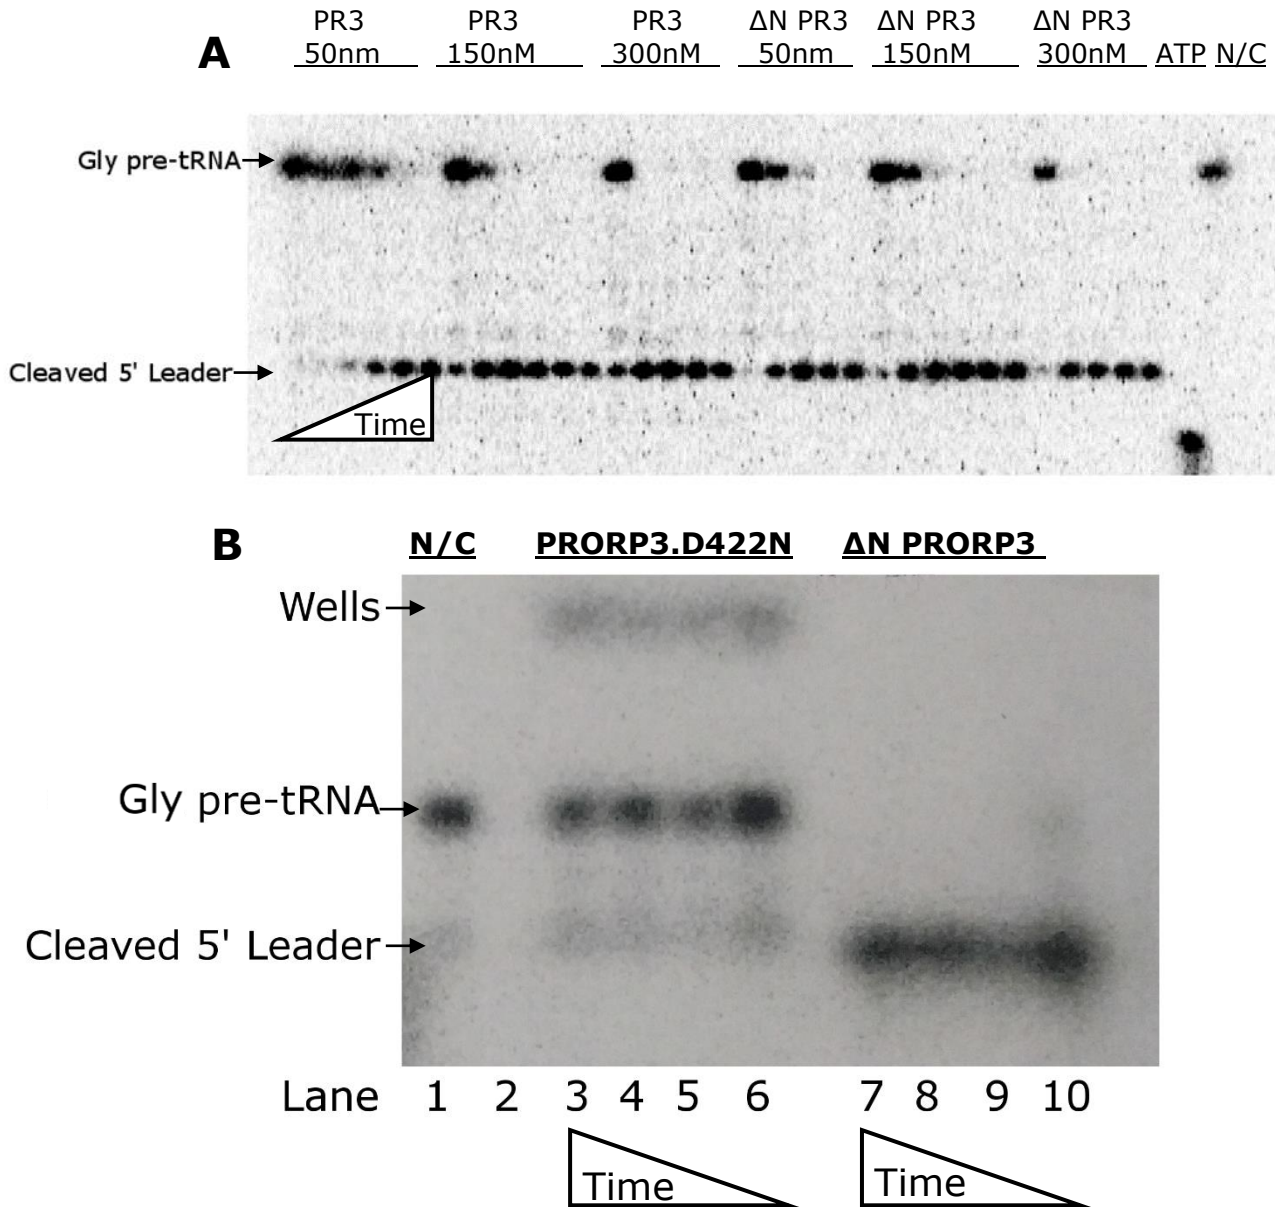 A
PR3 PR3 PR3 ΔN PR3 ΔN PR3 ΔN PR3
50nm 150nM 300nM 50nm 150nM 300nM ATP N/C
Gly pre-tRNA
Cleaved 5' Leader
Time
B
N/C PRORP3.D422N ΔN PRORP3
Wells
Gly pre-tRNA
Cleaved 5' Leader
Lane 1 2 3 4 5 6 7 8 9 10
Time Time